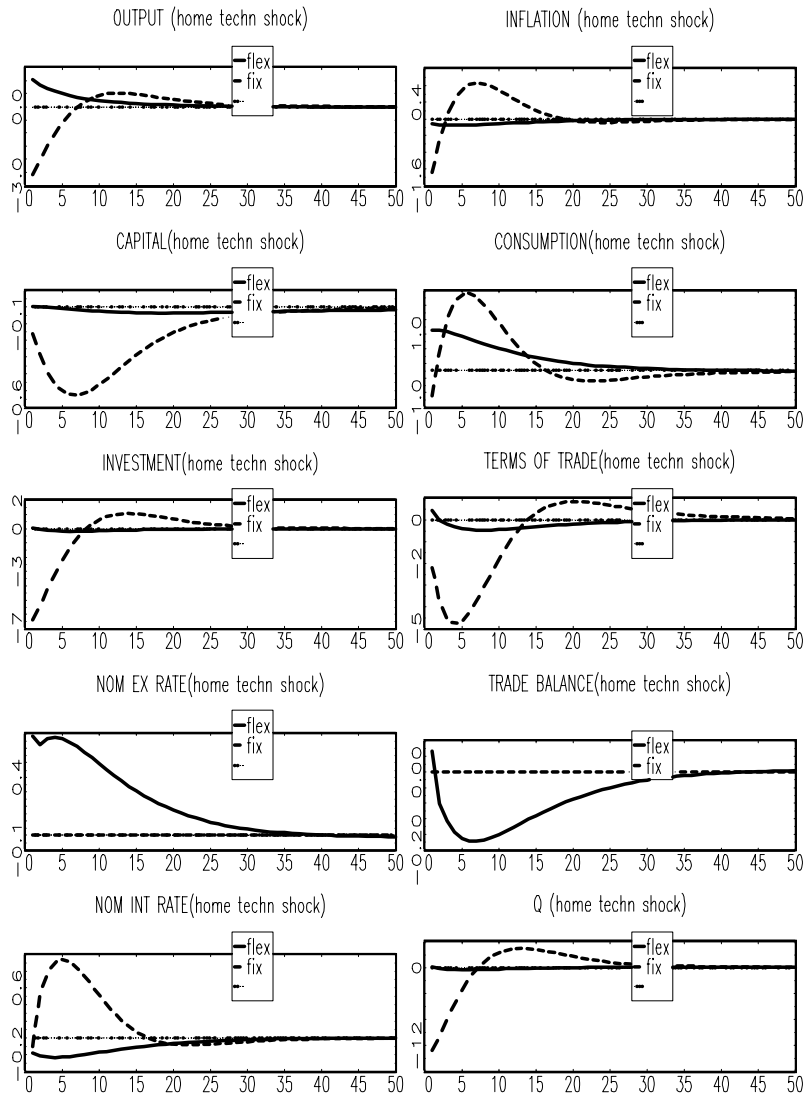 OUTPUT (home techn shock)
flex
fix
0.0
−3.0
0 5 10 15 20 25 30 35 40 45 50
INFLATION (home techn shock)
flex
fix
0.4
−1.6
0 5 10 15 20 25 30 35 40 45 50
CAPITAL(home techn shock)
flex
fix
−0.1
−0.6
0 5 10 15 20 25 30 35 40 45 50
CONSUMPTION(home techn shock)
flex
fix
1.0
−1.0
0 5 10 15 20 25 30 35 40 45 50
INVESTMENT(home techn shock)
flex
fix
2
0
−3
−7
0 5 10 15 20 25 30 35 40 45 50
TERMS OF TRADE(home techn shock)
flex
fix
0
−2
−5
0 5 10 15 20 25 30 35 40 45 50
NOM EX RATE(home techn shock)
flex
fix
0.4
−0.1
0 5 10 15 20 25 30 35 40 45 50
TRADE BALANCE(home techn shock)
flex
fix
−0.20
0 5 10 15 20 25 30 35 40 45 50
NOM INT RATE(home techn shock)
flex
fix
0.6
−0.2
0 5 10 15 20 25 30 35 40 45 50
Q (home techn shock)
flex
fix
0
−12
0 5 10 15 20 25 30 35 40 45 50